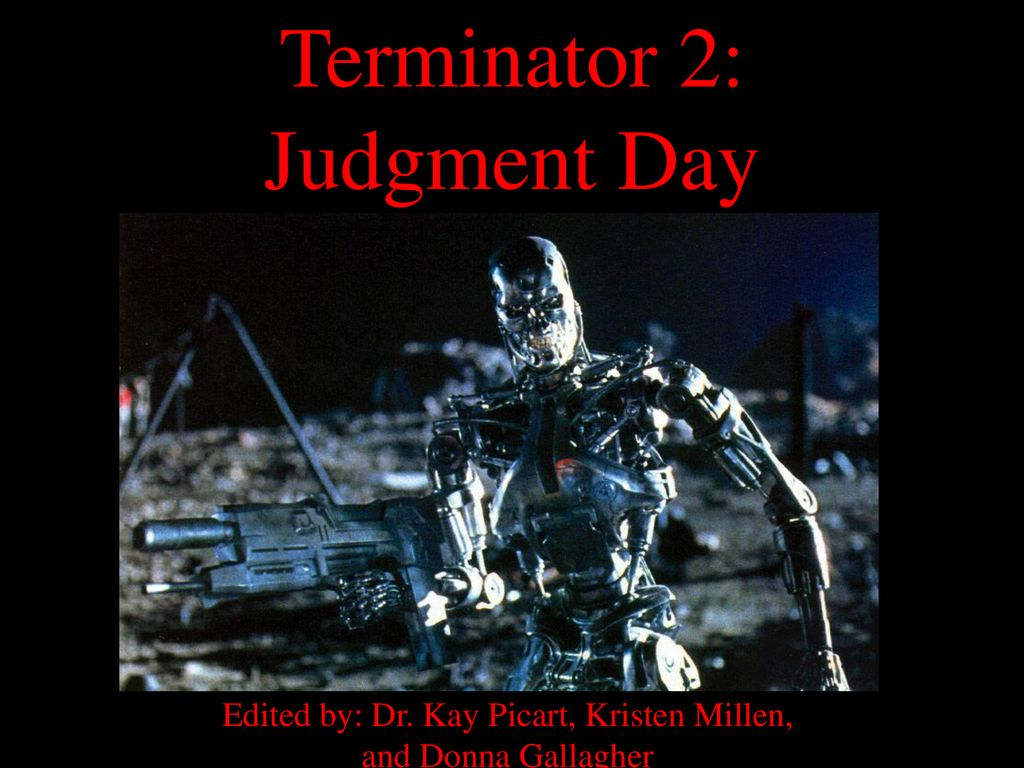 Terminator 2:
Judgment Day
Edited by: Dr. Kay Picart, Kristen Millen,
and Donna Gallagher